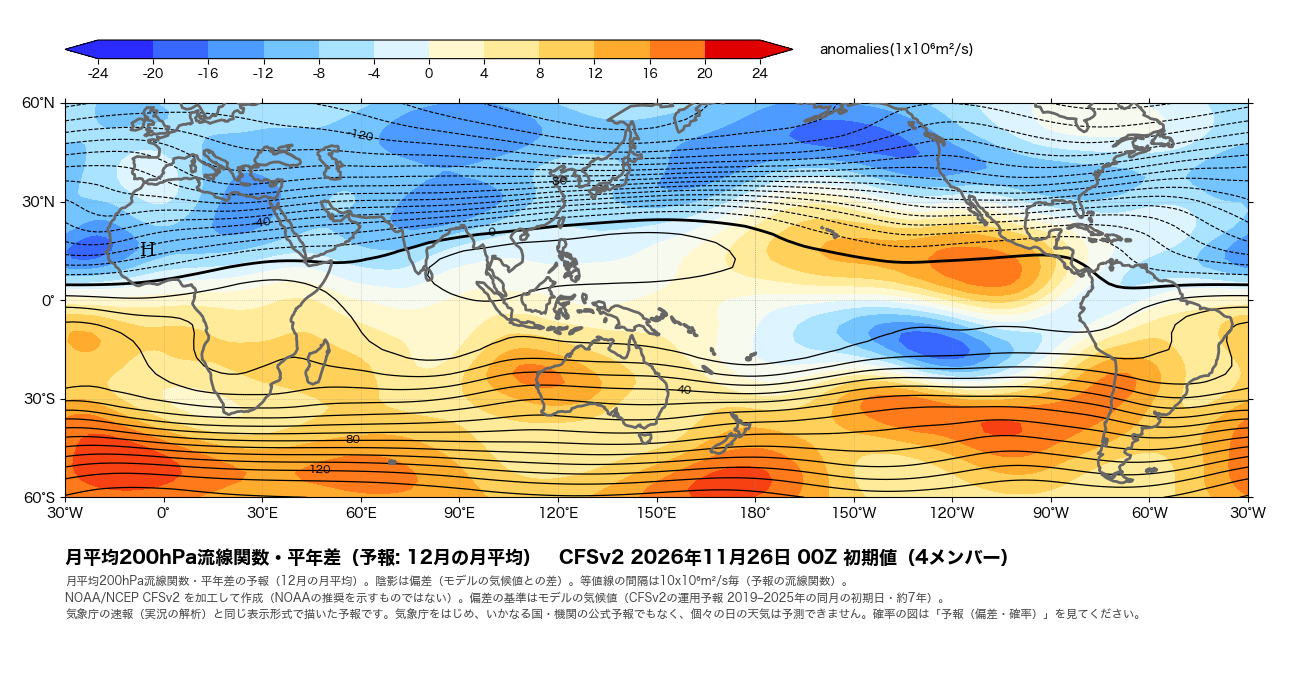 anomalies(1x10⁶m²/s)
-24 -20 -16 -12 -8 -4 0 4 8 12 16 20 24
60°N
120
80
30°N
40
0
H
0°
30°S
40
80
120
60°S
30°W 0° 30°E 60°E 90°E 120°E 150°E 180° 150°W 120°W 90°W 60°W 30°W
月平均200hPa流線関数・平年差（予報: 12月の月平均） CFSv2 2026年11月26日 00Z 初期値（4メンバー）
月平均200hPa流線関数・平年差の予報（12月の月平均）。陰影は偏差（モデルの気候値との差）。等値線の間隔は10x10⁶m²/s毎（予報の流線関数）。
NOAA/NCEP CFSv2 を加工して作成（NOAAの推奨を示すものではない）。偏差の基準はモデルの気候値（CFSv2の運用予報 2019–2025年の同月の初期日・約7年）。
気象庁の速報（実況の解析）と同じ表示形式で描いた予報です。気象庁をはじめ、いかなる国・機関の公式予報でもなく、個々の日の天気は予測できません。確率の図は「予報（偏差・確率）」を見てください。